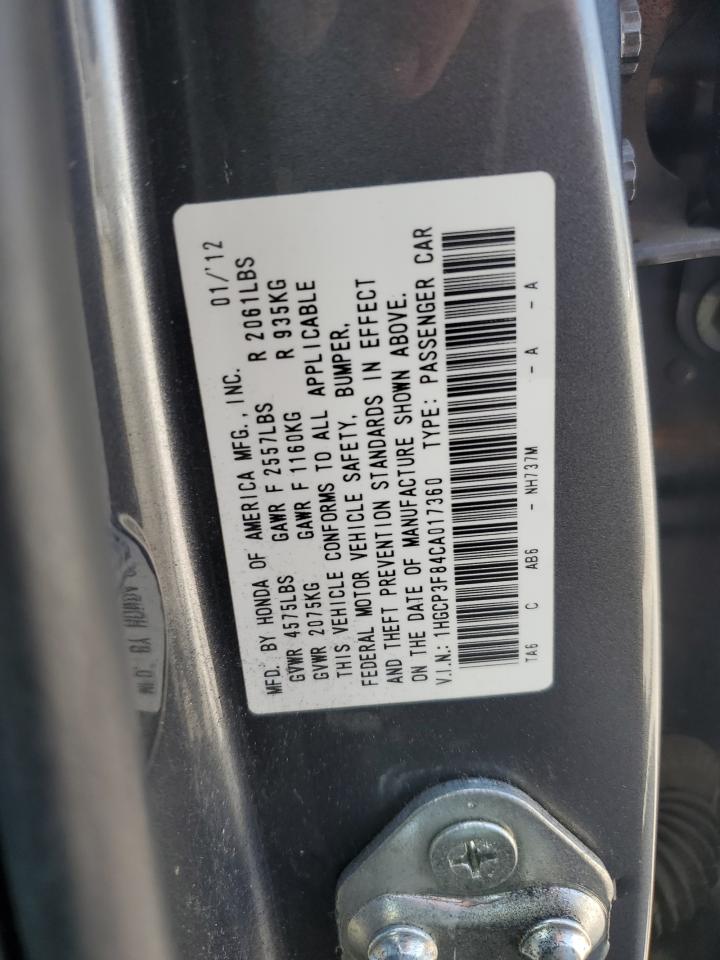 MFD. BY HONDA OF AMERICA MFG., INC. 01/'12
GVWR 4575LBS GAWR F 2557LBS R 2061LBS
GVWR 2075KG GAWR F 1160KG R 935KG
THIS VEHICLE CONFORMS TO ALL APPLICABLE
FEDERAL MOTOR VEHICLE SAFETY, BUMPER,
AND THEFT PREVENTION STANDARDS IN EFFECT
ON THE DATE OF MANUFACTURE SHOWN ABOVE.
V.I.N.: 1HGCP3F84CA017360 TYPE: PASSENGER CAR
TA6 C AB6 - NH737M - A - A